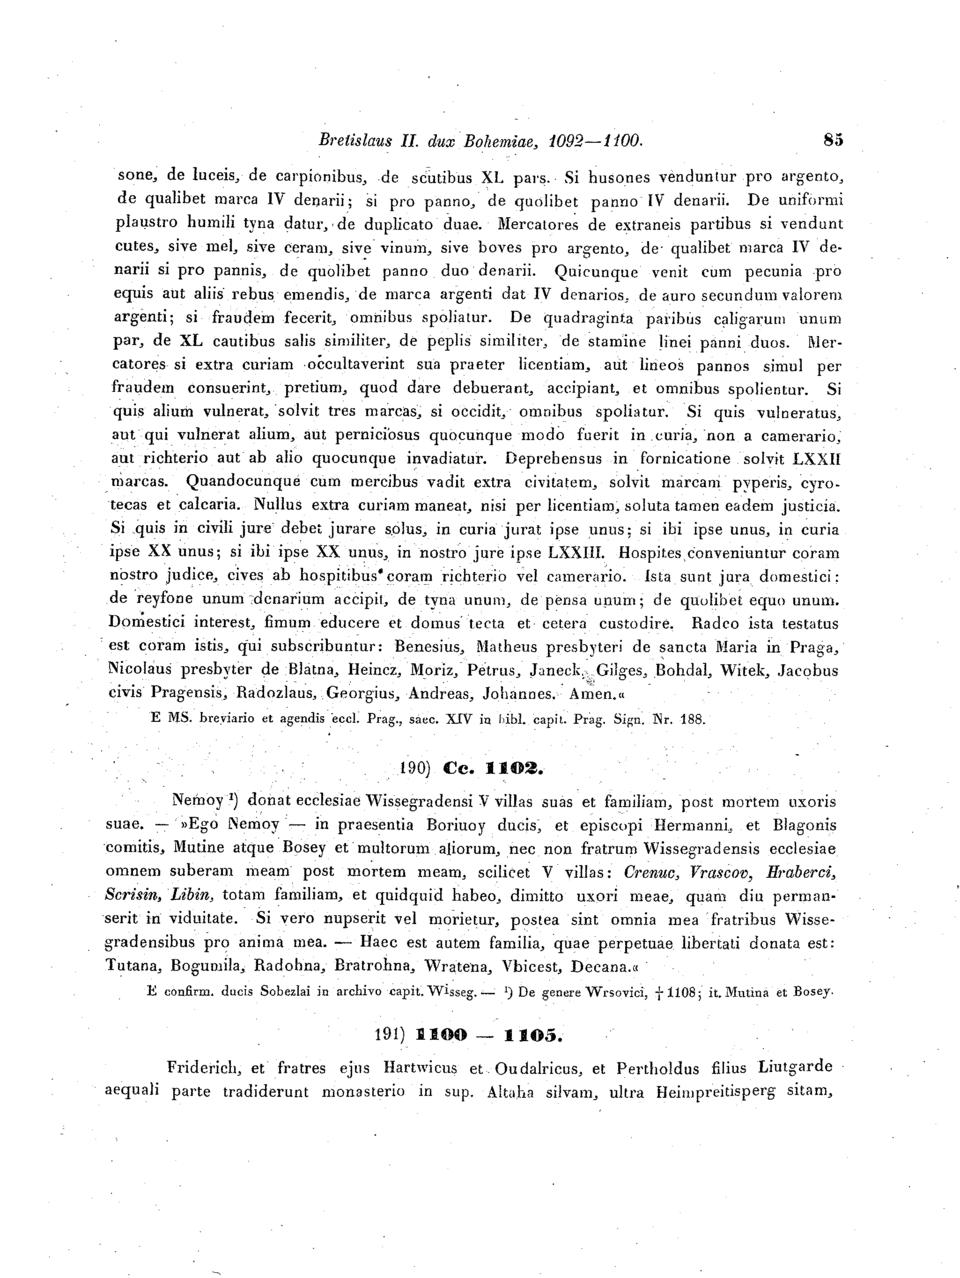 Bretislaus II. dux Bohemiae, 1092—1100. 85
sone, de luceis, de carpionibus, de scutibus XL pars. Si husones venduntur pro argento,
de qualibet marca IV denarii; si pro panno, de quolibet panno IV denarii. De uniformi
plaustro humili tyna datur, de duplicato duae. Mercatores de extraneis partibus si vendunt
cutes, sive mel, sive ceram, sive vinum, sive boves pro argento, de qualibet marca IV de-
narii si pro pannis, de quolibet panno duo denarii. Quicunque venit cum pecunia pro
equis aut aliis rebus emendis, de marca argenti dat IV denarios, de auro secundum valorem
argenti; si fraudem fecerit, omnibus spoliatur. De quadraginta paribus caligarum unum
par, de XL cautibus salis similiter, de peplis similiter, de stamine linei panni duos. Mer-
catores si extra curiam occultaverint sua praeter licentiam, aut lineos pannos simul per
fraudem consuerint, pretium, quod dare debuerant, accipiant, et omnibus spolientur. Si
quis alium vulnerat, solvit tres marcas, si occidit, omnibus spoliatur. Si quis vulneratus,
aut qui vulnerat alium, aut perniciosus quocunque modo fuerit in curia, non a camerario,
aut richterio aut ab alio quocunque invadiatur. Deprehensus in fornicatione solvit LXXII
marcas. Quandocunque cum mercibus vadit extra civitatem, solvit marcam pyperis, cyro-
tecas et calcaria. Nullus extra curiam maneat, nisi per licentiam, soluta tamen eadem justicia.
Si quis in civili jure debet jurare solus, in curia jurat ipse unus; si ibi ipse unus, in curia
ipse XX unus; si ibi ipse XX unus, in nostro jure ipse LXXIII. Hospites conveniuntur coram
nostro judice, cives ab hospitibus coram richterio vel camerario. Ista sunt jura domestici:
de reyfone unum denarium accipit, de tyna unum, de pensa unum; de quolibet equo unum.
Domestici interest, fimum educere et domus tecta et cetera custodire. Radco ista testatus
est coram istis, qui subscribuntur: Benesius, Matheus presbyteri de sancta Maria in Praga,
Nicolaus presbyter de Blatna, Heincz, Moriz, Petrus, Janeck, Gilges, Bohdal, Witek, Jacobus
civis Pragensis, Radozlaus, Georgius, Andreas, Johannes. Amen.«
E MS. breviario et agendis eccl. Prag., saec. XIV in bibl. capit. Prag. Sign. Nr. 188.
190) Cc. 1102.
Nemoy ¹) donat ecclesiae Wissegradensi V villas suas et familiam, post mortem uxoris
suae. — »Ego Nemoy — in praesentia Boriuoy ducis, et episcopi Hermanni, et Blagonis
comitis, Mutine atque Bosey et multorum aliorum, nec non fratrum Wissegradensis ecclesiae
omnem suberam meam post mortem meam, scilicet V villas: Crenuc, Vrascov, Hraberci,
Scrisin, Libin, totam familiam, et quidquid habeo, dimitto uxori meae, quam diu perman-
serit in viduitate. Si vero nupserit vel morietur, postea sint omnia mea fratribus Wisse-
gradensibus pro anima mea. — Haec est autem familia, quae perpetuae libertati donata est:
Tutana, Bogumila, Radohna, Bratrohna, Wratena, Vbicest, Decana.«
E confirm. ducis Sobezlai in archivo capit. Wisseg. — ¹) De genere Wrsovici, † 1108; it. Mutina et Bosey.
191) 1100 — 1105.
Friderich, et fratres ejus Hartwicus et Oudalricus, et Pertholdus filius Liutgarde
aequali parte tradiderunt monasterio in sup. Altaha silvam, ultra Heimpreitisperg sitam,